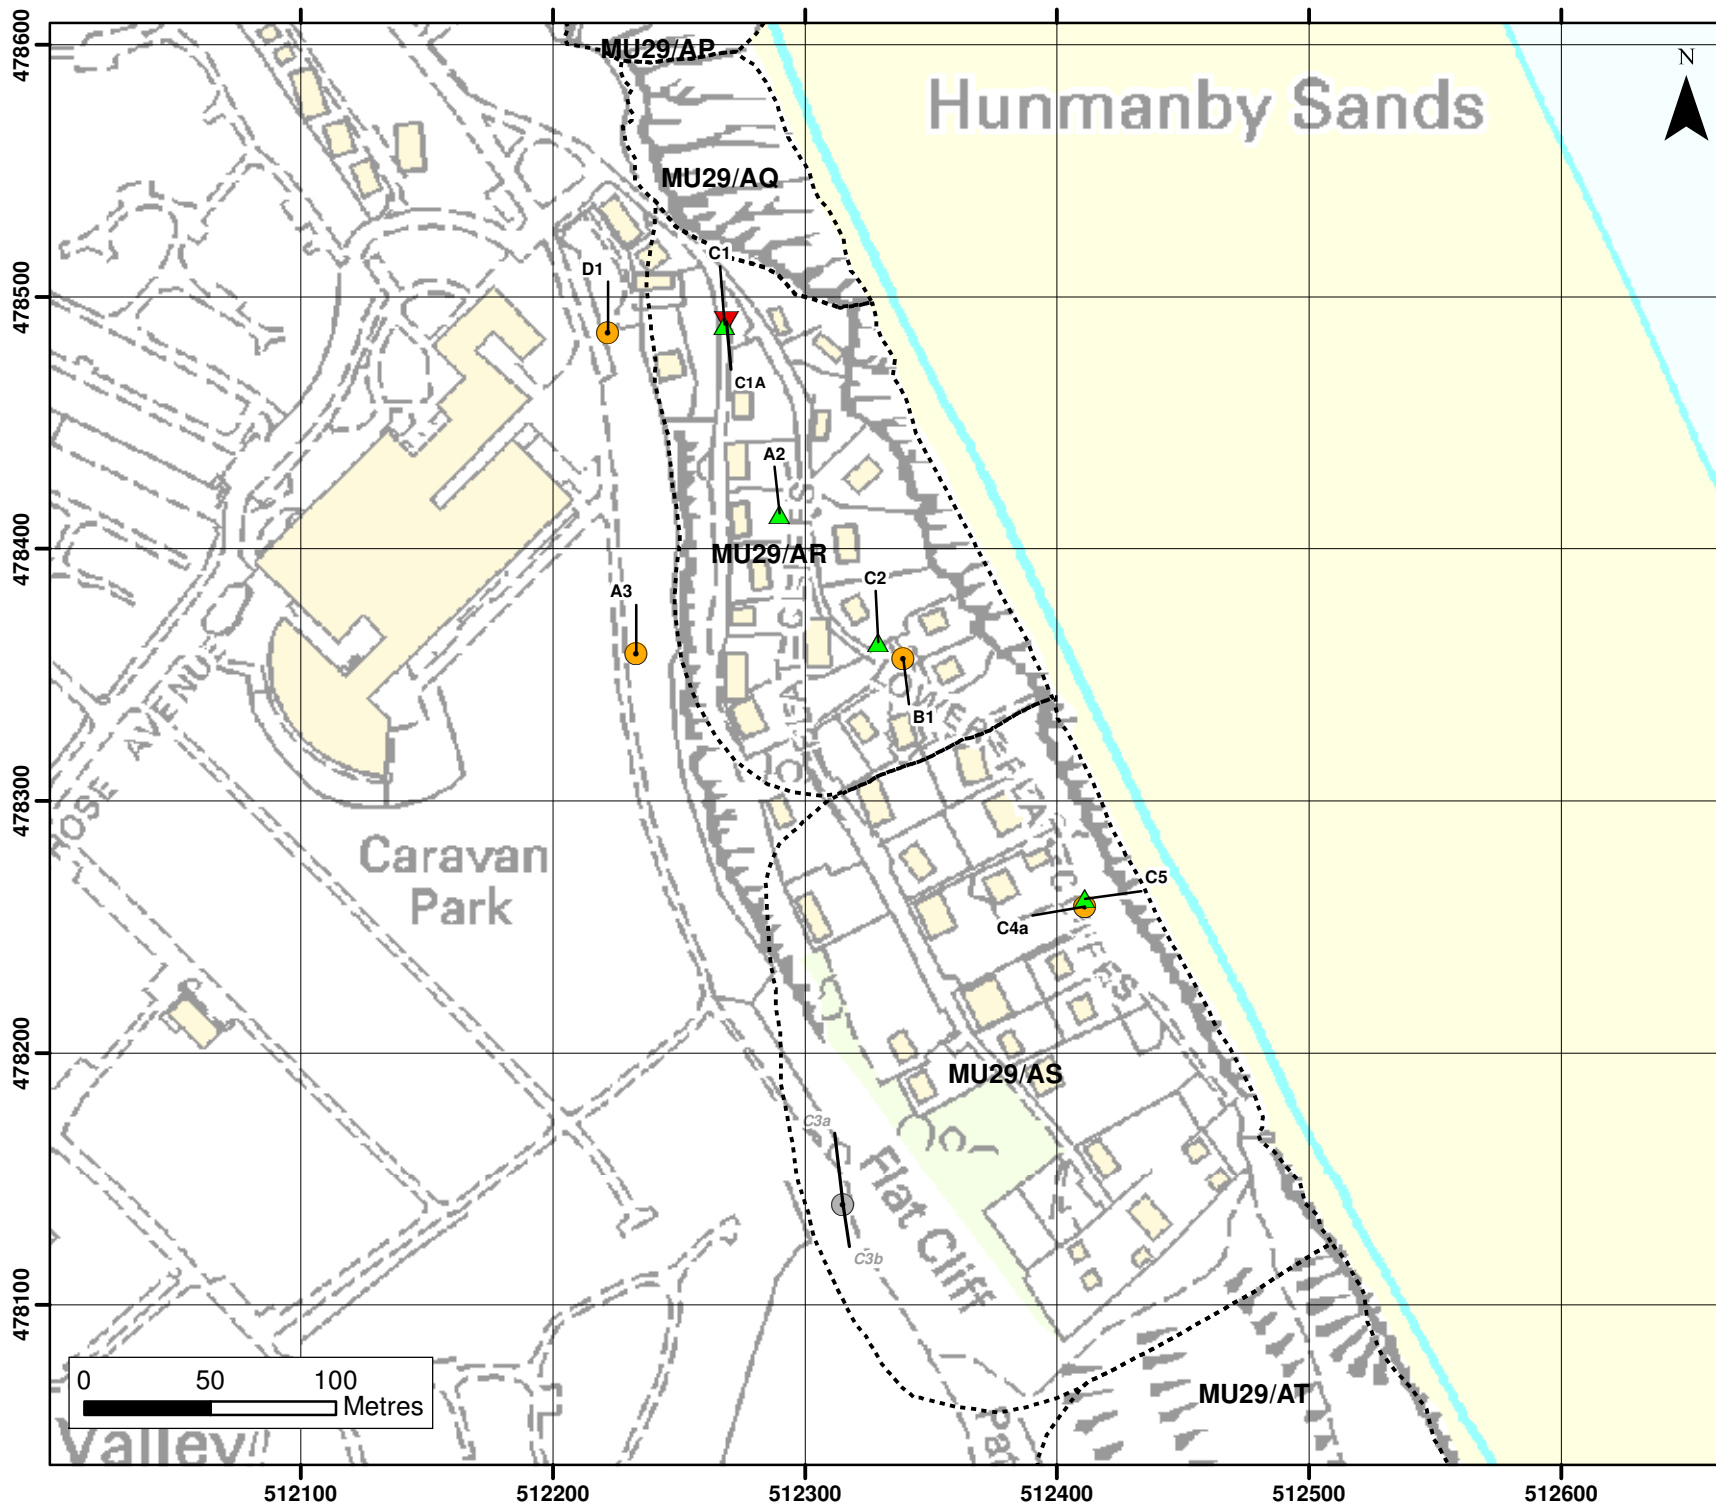 MU29/AP
Hunmanby Sands
N
MU29/AQ
C1
D1
C1A
A2
MU29/AR
A3
C2
B1
AVENUE
Caravan
Park
C5
C4a
CLIFFS
MU29/AS
C3a
Flat Cliff
C3b
MU29/AT
0 50 100
Metres
Valley
478600
478500
478400
478300
478200
478100
512100
512200
512300
512400
512500
512600